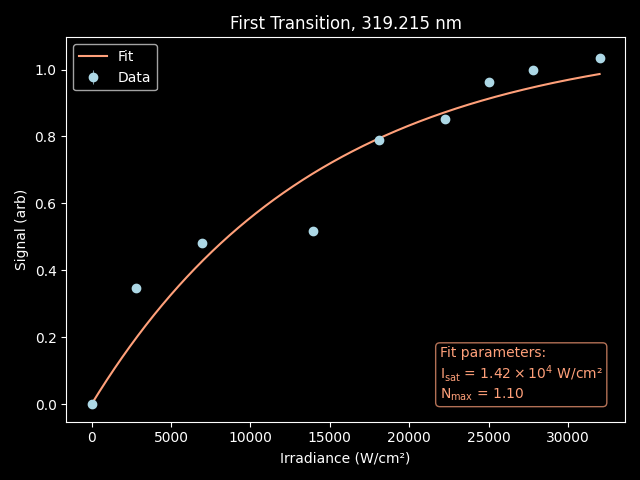 First Transition, 319.215 nm
Fit
Data
Signal (arb)
1.0
0.8
0.6
0.4
0.2
0.0
Fit parameters:
I_sat = 1.42 × 10⁴ W/cm²
N_max = 1.10
0 5000 10000 15000 20000 25000 30000
Irradiance (W/cm²)